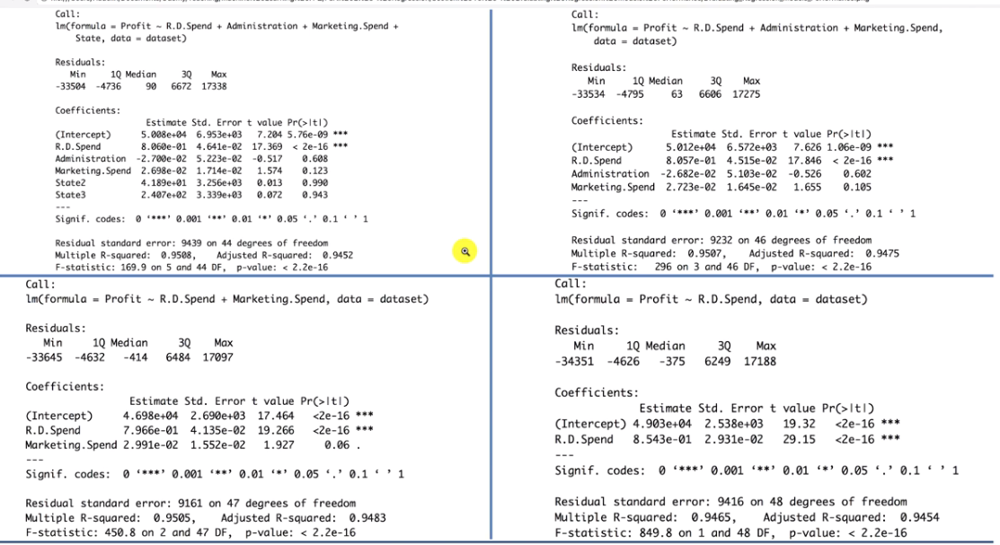 Call:
lm(formula = Profit ~ R.D.Spend + Administration + Marketing.Spend +
State, data = dataset)
Residuals:
Min 1Q Median 3Q Max
-33504 -4736 90 6672 17338
Coefficients:
Estimate Std. Error t value Pr(>|t|)
(Intercept) 5.008e+04 6.953e+03 7.204 5.76e-09 ***
R.D.Spend 8.060e-01 4.641e-02 17.369 < 2e-16 ***
Administration -2.700e-02 5.223e-02 -0.517 0.608
Marketing.Spend 2.698e-02 1.714e-02 1.574 0.123
State2 4.189e+01 3.256e+03 0.013 0.990
State3 2.407e+02 3.339e+03 0.072 0.943
---
Signif. codes: 0 ‘***’ 0.001 ‘**’ 0.01 ‘*’ 0.05 ‘.’ 0.1 ‘ ’ 1
Residual standard error: 9439 on 44 degrees of freedom
Multiple R-squared: 0.9508, Adjusted R-squared: 0.9452
F-statistic: 169.9 on 5 and 44 DF, p-value: < 2.2e-16
Call:
lm(formula = Profit ~ R.D.Spend + Administration + Marketing.Spend,
data = dataset)
Residuals:
Min 1Q Median 3Q Max
-33534 -4795 63 6606 17275
Coefficients:
Estimate Std. Error t value Pr(>|t|)
(Intercept) 5.012e+04 6.572e+03 7.626 1.06e-09 ***
R.D.Spend 8.057e-01 4.515e-02 17.846 < 2e-16 ***
Administration -2.682e-02 5.103e-02 -0.526 0.602
Marketing.Spend 2.723e-02 1.645e-02 1.655 0.105
---
Signif. codes: 0 ‘***’ 0.001 ‘**’ 0.01 ‘*’ 0.05 ‘.’ 0.1 ‘ ’ 1
Residual standard error: 9232 on 46 degrees of freedom
Multiple R-squared: 0.9507, Adjusted R-squared: 0.9475
F-statistic: 296 on 3 and 46 DF, p-value: < 2.2e-16
Call:
lm(formula = Profit ~ R.D.Spend + Marketing.Spend, data = dataset)
Residuals:
Min 1Q Median 3Q Max
-33645 -4632 -414 6484 17097
Coefficients:
Estimate Std. Error t value Pr(>|t|)
(Intercept) 4.698e+04 2.690e+03 17.464 <2e-16 ***
R.D.Spend 7.966e-01 4.135e-02 19.266 <2e-16 ***
Marketing.Spend 2.991e-02 1.552e-02 1.927 0.06 .
---
Signif. codes: 0 ‘***’ 0.001 ‘**’ 0.01 ‘*’ 0.05 ‘.’ 0.1 ‘ ’ 1
Residual standard error: 9161 on 47 degrees of freedom
Multiple R-squared: 0.9505, Adjusted R-squared: 0.9483
F-statistic: 450.8 on 2 and 47 DF, p-value: < 2.2e-16
Call:
lm(formula = Profit ~ R.D.Spend, data = dataset)
Residuals:
Min 1Q Median 3Q Max
-34351 -4626 -375 6249 17188
Coefficients:
Estimate Std. Error t value Pr(>|t|)
(Intercept) 4.903e+04 2.538e+03 19.32 <2e-16 ***
R.D.Spend 8.543e-01 2.931e-02 29.15 <2e-16 ***
---
Signif. codes: 0 ‘***’ 0.001 ‘**’ 0.01 ‘*’ 0.05 ‘.’ 0.1 ‘ ’ 1
Residual standard error: 9416 on 48 degrees of freedom
Multiple R-squared: 0.9465, Adjusted R-squared: 0.9454
F-statistic: 849.8 on 1 and 48 DF, p-value: < 2.2e-16